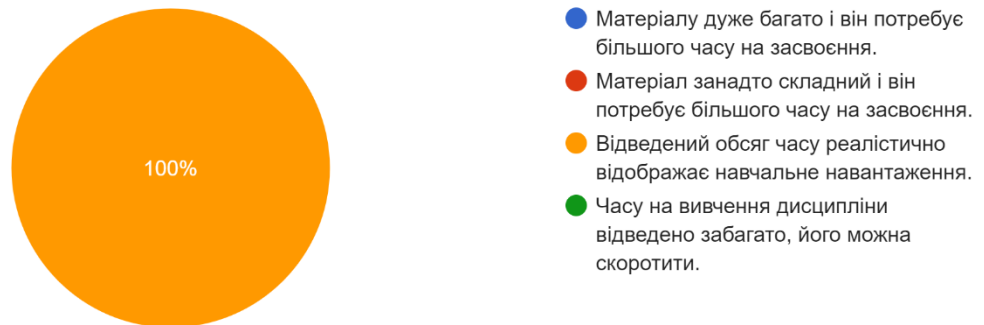 100%
Матеріалу дуже багато і він потребує
більшого часу на засвоєння.
Матеріал занадто складний і він
потребує більшого часу на засвоєння.
Відведений обсяг часу реалістично
відображає навчальне навантаження.
Часу на вивчення дисципліни
відведено забагато, його можна
скоротити.